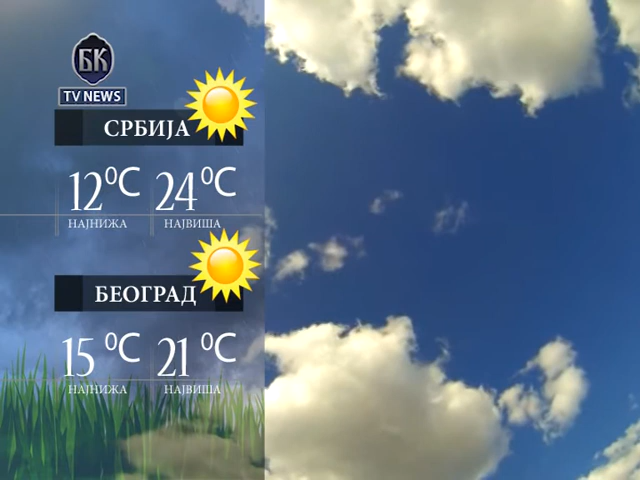 БК
TV NEWS
СРБИЈА
12°C 24°C
НАЈНИЖА НАЈВИША
БЕОГРАД
15 °C 21 °C
НАЈНИЖА НАЈВИША